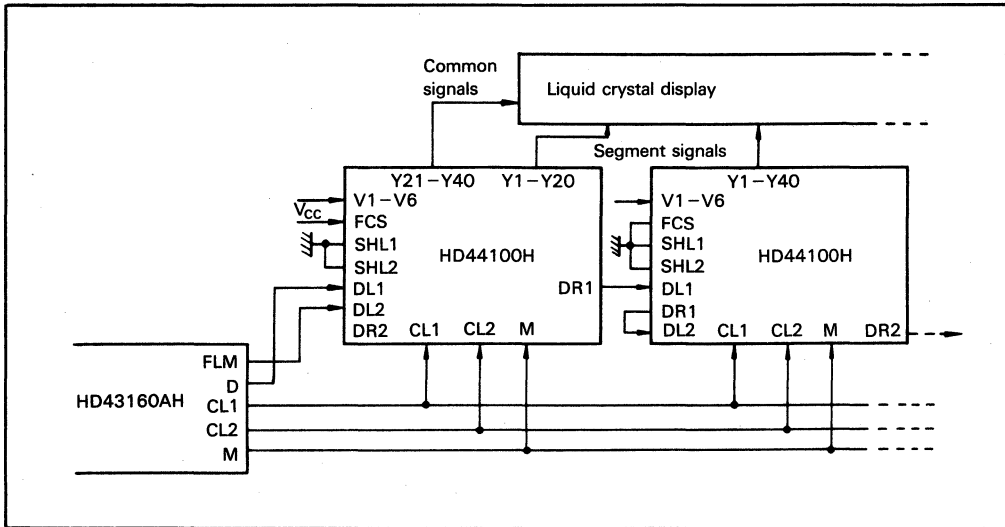 Common
signals
Liquid crystal display
Segment signals
Y21-Y40 Y1-Y20
V1-V6
VCC
FCS
SHL1
SHL2
DL1
DL2
DR2
HD44100H
DR1
CL1 CL2 M
Y1-Y40
V1-V6
FCS
SHL1
SHL2
DL1
DR1
DL2
HD44100H
CL1 CL2 M DR2
HD43160AH
FLM
D
CL1
CL2
M